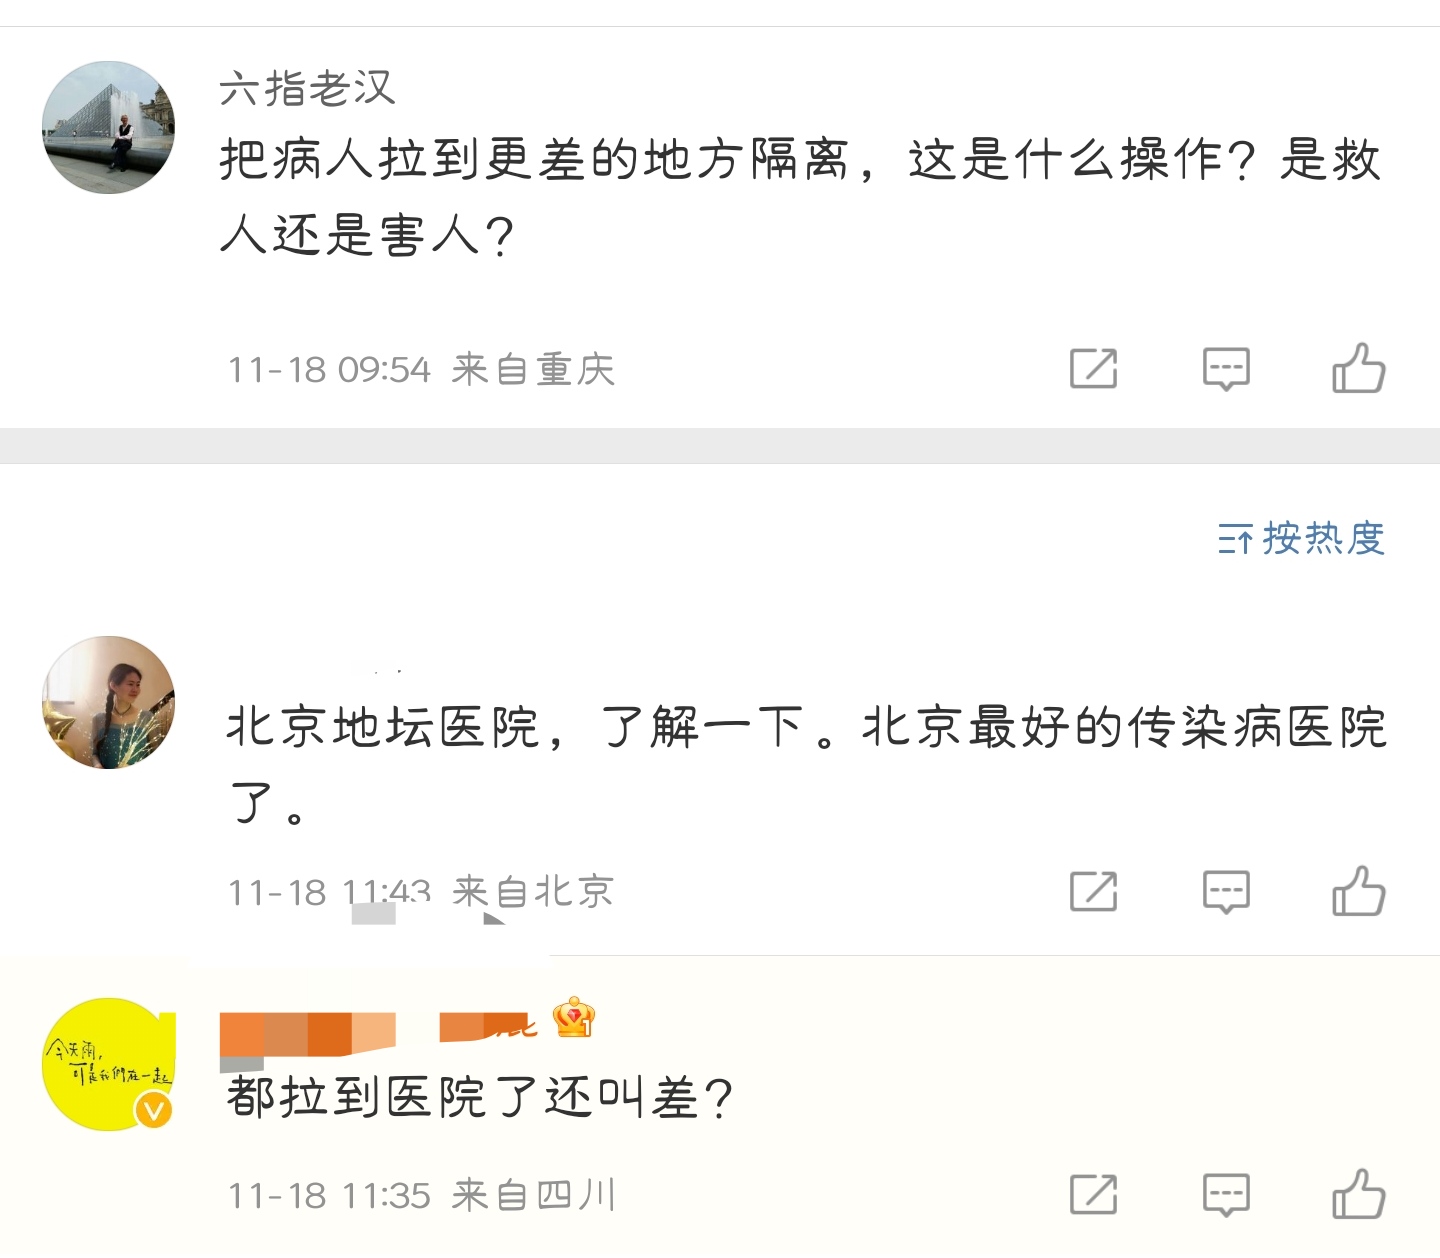 六指老汉
把病人拉到更差的地方隔离，这是什么操作？是救
人还是害人？
11-18 09:54 来自重庆
按热度
北京地坛医院，了解一下。北京最好的传染病医院
了。
11-18 11:43 来自北京
今天雨，
可是我们在一起
1
都拉到医院了还叫差？
11-18 11:35 来自四川